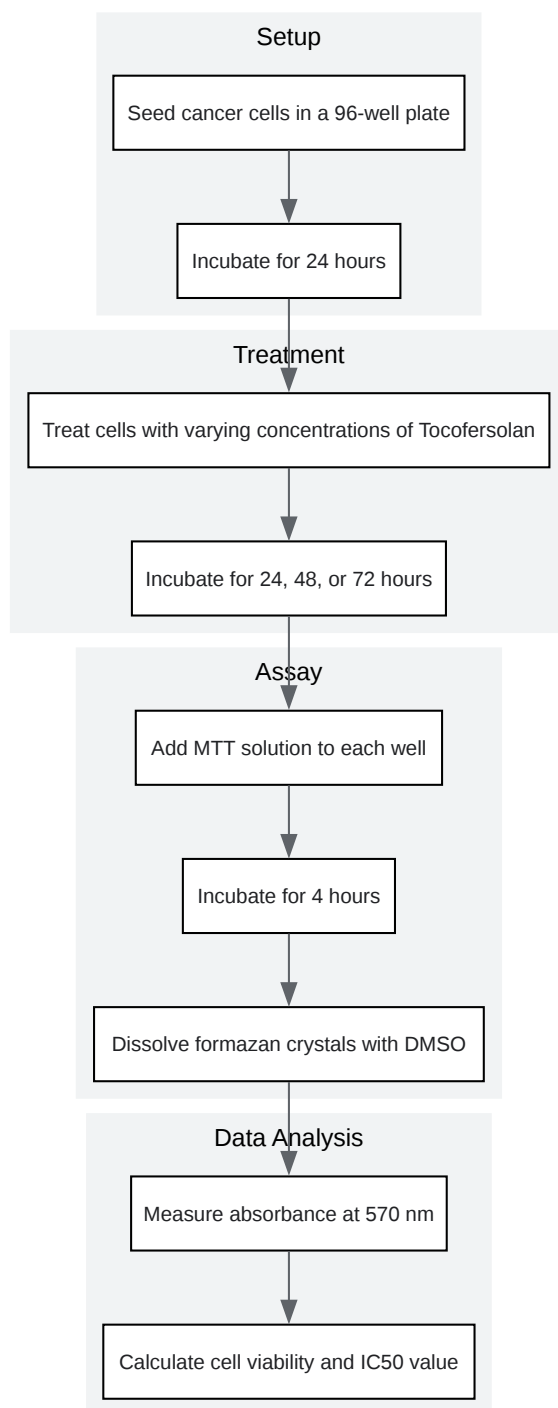 Setup
Seed cancer cells in a 96-well plate
Incubate for 24 hours
Treatment
Treat cells with varying concentrations of Tocofersolan
Incubate for 24, 48, or 72 hours
Assay
Add MTT solution to each well
Incubate for 4 hours
Dissolve formazan crystals with DMSO
Data Analysis
Measure absorbance at 570 nm
Calculate cell viability and IC50 value